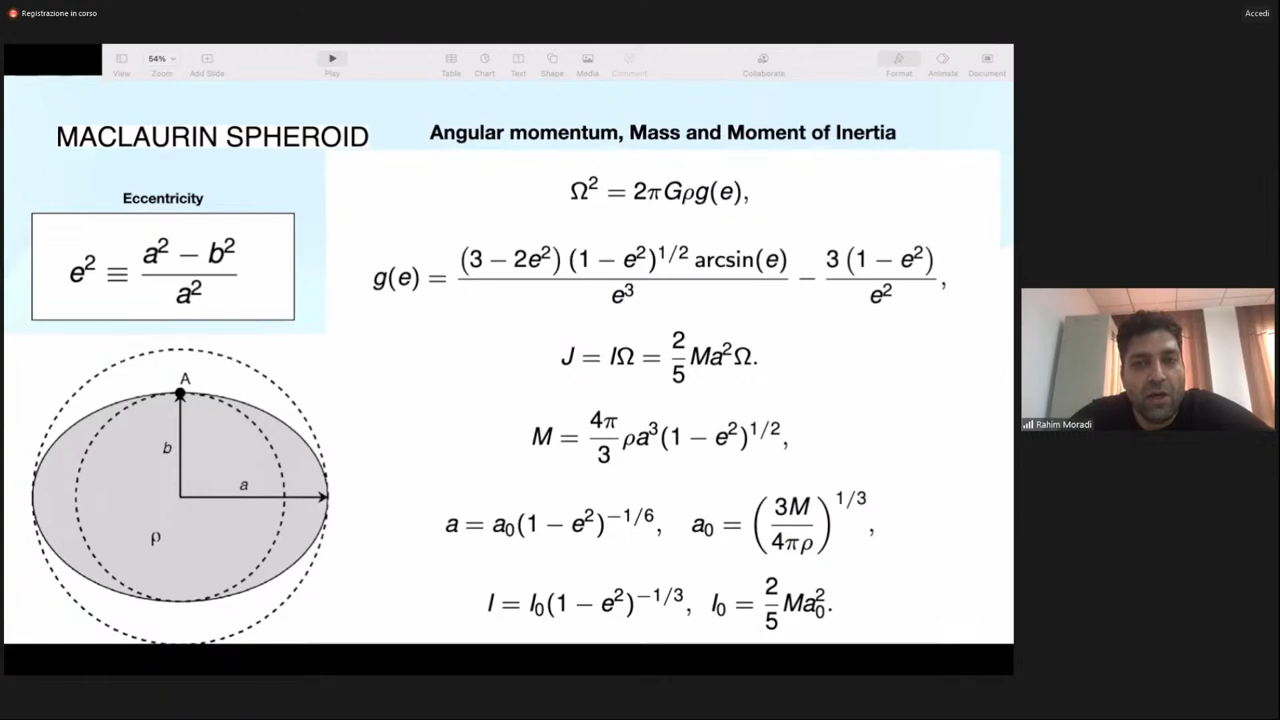 Registrazione in corso
Accedi
54%
View Zoom Add Slide Play Table Chart Text Shape Media Comment Collaborate Format Animate Document
MACLAURIN SPHEROID
Angular momentum, Mass and Moment of Inertia
Eccentricity
e² ≡ (a² − b²) / a²
Ω² = 2πGρg(e),
g(e) = (3 − 2e²) (1 − e²)^1/2 arcsin(e) / e³ − 3 (1 − e²) / e²,
J = IΩ = 2/5 Ma²Ω.
M = 4π/3 ρa³(1 − e²)^1/2,
a = a₀(1 − e²)^−1/6, a₀ = (3M / 4πρ)^1/3,
I = I₀(1 − e²)^−1/3, I₀ = 2/5 Ma₀².
A
b
a
ρ
Rahim Moradi